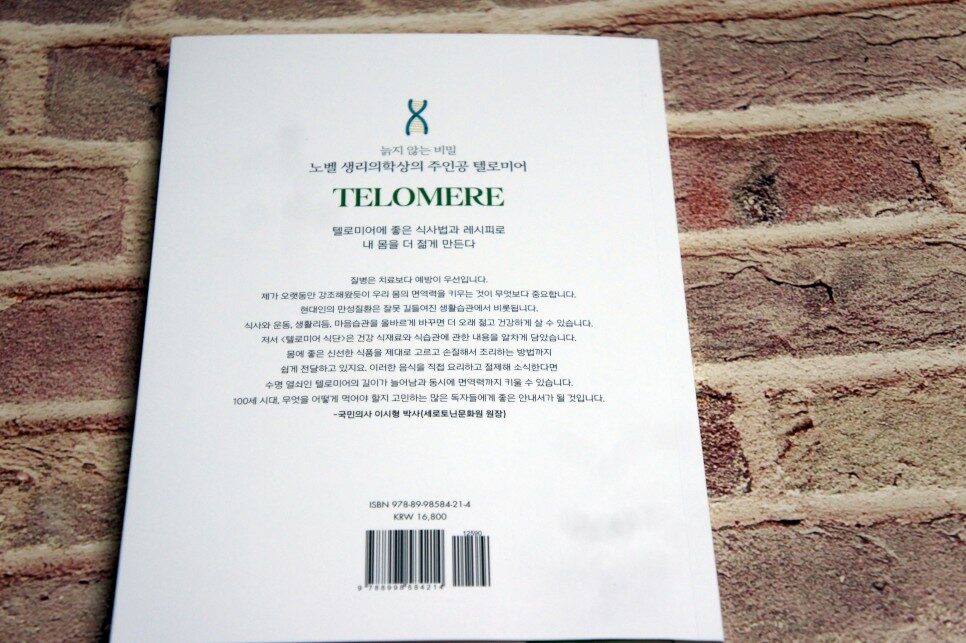 늙지 않는 비밀
노벨 생리의학상의 주인공 텔로미어
TELOMERE
텔로미어에 좋은 식사법과 레시피로
내 몸을 더 젊게 만든다
질병은 치료보다 예방이 우선입니다.
제가 오랫동안 강조해왔듯이 우리 몸의 면역력을 키우는 것이 무엇보다 중요합니다.
현대인의 만성질환은 잘못 길들여진 생활습관에서 비롯됩니다.
식사와 운동, 생활리듬, 마음습관을 올바르게 바꾸면 더 오래 젊고 건강하게 살 수 있습니다.
저서 <텔로미어 식단>은 건강 식재료와 식습관에 관한 내용을 알차게 담았습니다.
몸에 좋은 신선한 식품을 제대로 고르고 손질해서 조리하는 방법까지
쉽게 전달하고 있지요. 이러한 음식을 직접 요리하고 절제해 소식한다면
수명 열쇠인 텔로미어의 길이가 늘어남과 동시에 면역력까지 키울 수 있습니다.
100세 시대, 무엇을 어떻게 먹어야 할지 고민하는 많은 독자들에게 좋은 안내서가 될 것입니다.
-국민의사 이시형 박사(세로토닌문화원 원장)
ISBN 978-89-98584-21-4
KRW 16,800
12590
9 788998 584214